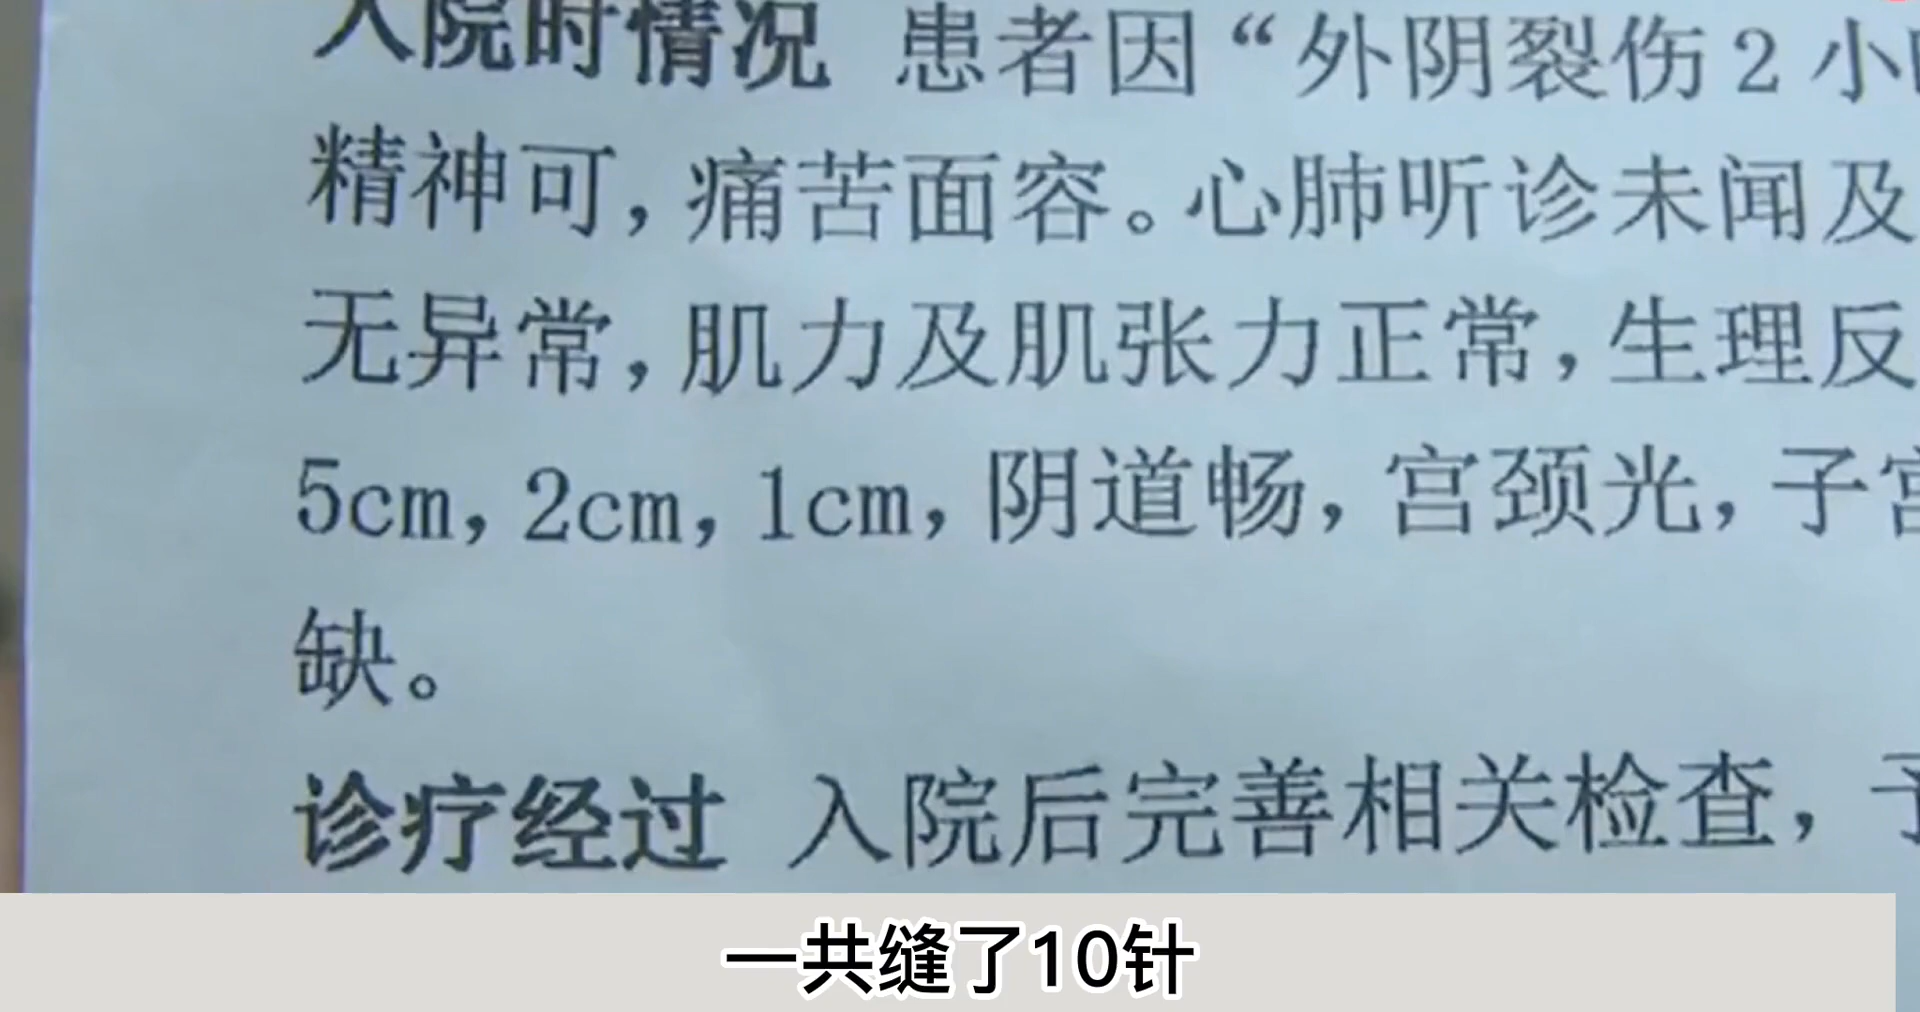 入院时情况 患者因“外阴裂伤2小
精神可，痛苦面容。心肺听诊未闻及
无异常，肌力及肌张力正常，生理反
5cm，2cm，1cm，阴道畅，宫颈光，子宫
缺。
诊疗经过 入院后完善相关检查，予
一共缝了10针